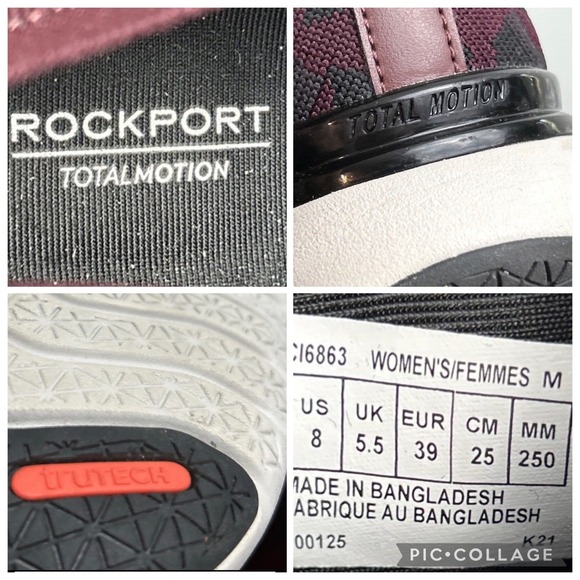 ROCKPORT
TOTALMOTION
TOTAL MOTION
truTECH
CI6863 WOMEN'S/FEMMES M
US UK EUR CM MM
8 5.5 39 25 250
MADE IN BANGLADESH
FABRIQUE AU BANGLADESH
00125 K21
PIC•COLLAGE